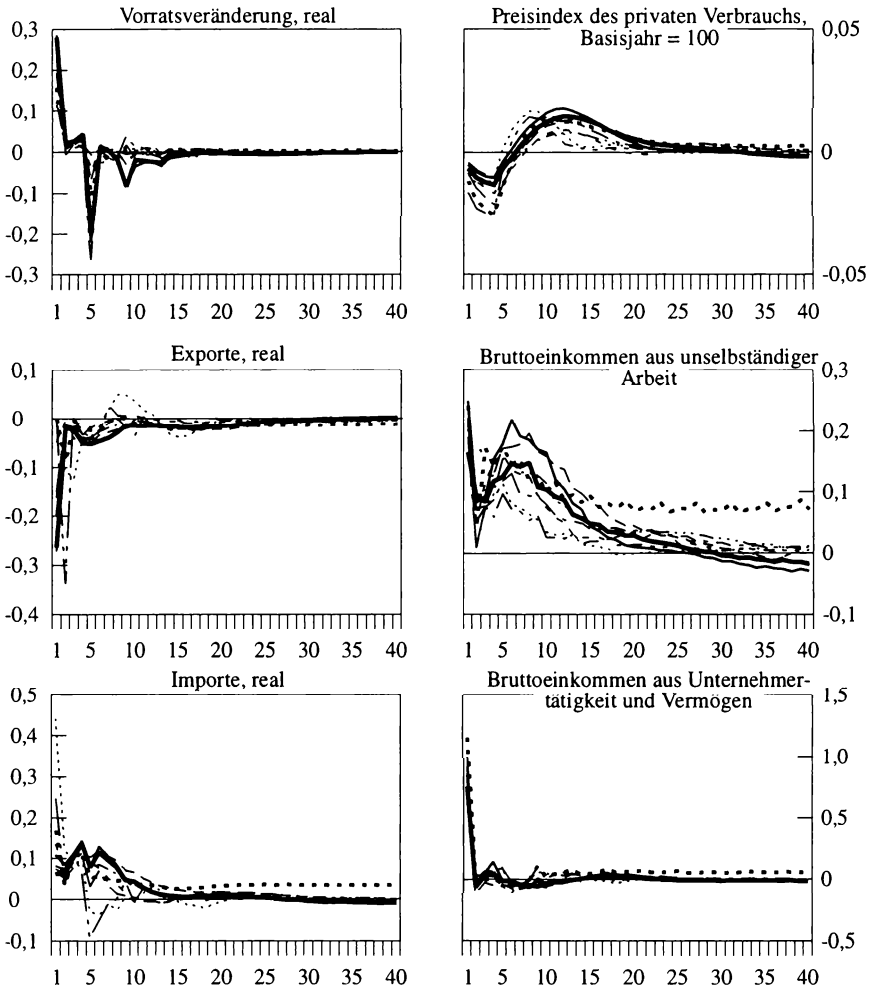 Vorratsveränderung, real
0,3
0,2
0,1
0
-0,1
-0,2
-0,3
1 5 10 15 20 25 30 35 40
Preisindex des privaten Verbrauchs,
Basisjahr = 100
0,05
0
-0,05
1 5 10 15 20 25 30 35 40
Exporte, real
0,1
0
-0,1
-0,2
-0,3
-0,4
1 5 10 15 20 25 30 35 40
Bruttoeinkommen aus unselbständiger
Arbeit
0,3
0,2
0,1
0
-0,1
1 5 10 15 20 25 30 35 40
Importe, real
0,5
0,4
0,3
0,2
0,1
0
-0,1
1 5 10 15 20 25 30 35 40
Bruttoeinkommen aus Unternehmer-
tätigkeit und Vermögen
1,5
1,0
0,5
0
-0,5
1 5 10 15 20 25 30 35 40